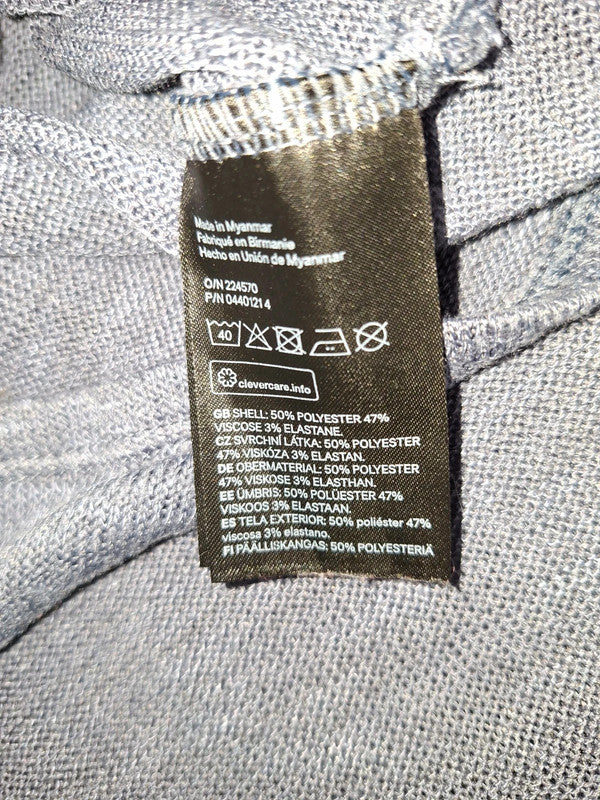 Made in Myanmar
Fabriqué en Birmanie
Hecho en Unión de Myanmar
O/N 224570
P/N 0440121 4
40
clevercare.info
GB SHELL: 50% POLYESTER 47%
VISCOSE 3% ELASTANE.
CZ SVRCHNÍ LÁTKA: 50% POLYESTER
47% VISKÓZA 3% ELASTAN.
DE OBERMATERIAL: 50% POLYESTER
47% VISKOSE 3% ELASTHAN.
EE ÜMBRIS: 50% POLÜESTER 47%
VISKOOS 3% ELASTAAN.
ES TELA EXTERIOR: 50% poliéster 47%
viscosa 3% elastano.
FI PÄÄLLISKANGAS: 50% POLYESTERIÄ